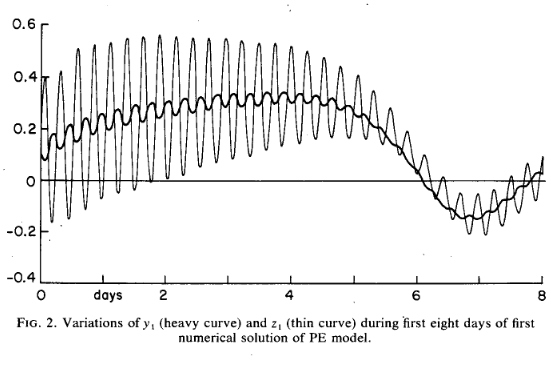 0.6
0.4
0.2
0
-0.2
-0.4
0 days 2 4 6 8
FIG. 2. Variations of y₁ (heavy curve) and z₁ (thin curve) during first eight days of first
numerical solution of PE model.